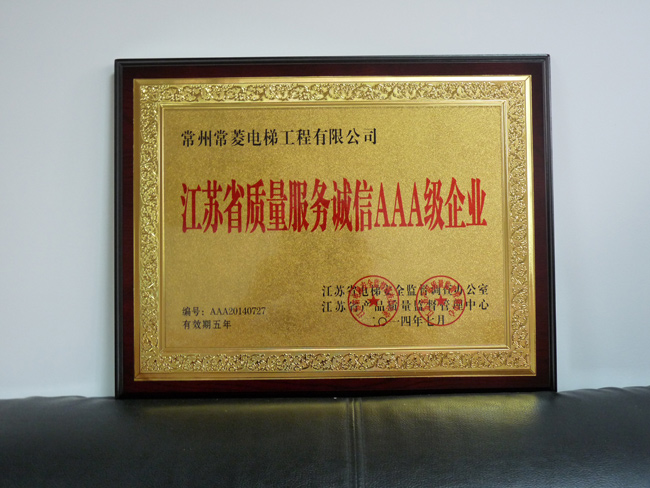 常州常菱电梯工程有限公司
江苏省质量服务诚信AAA级企业
编号：AAA20140727
有效期五年
江苏省电梯安全监督调查办公室
江苏省产品质量监督管理中心
二〇一四年七月